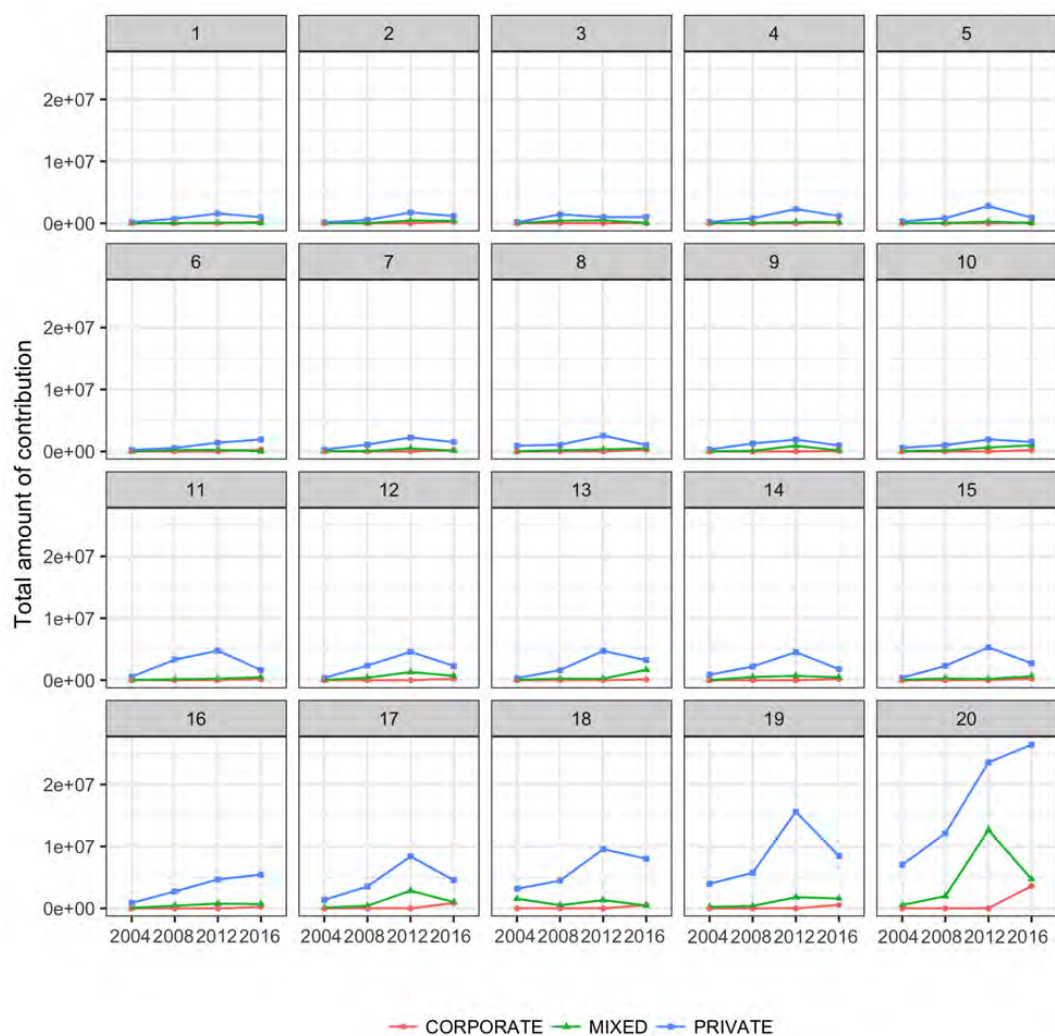 1 2 3 4 5
2e+07
1e+07
0e+00
6 7 8 9 10
2e+07
1e+07
0e+00
11 12 13 14 15
2e+07
1e+07
0e+00
16 17 18 19 20
2e+07
1e+07
0e+00
Total amount of contribution
2004 2008 2012 2016 2004 2008 2012 2016 2004 2008 2012 2016 2004 2008 2012 2016 2004 2008 2012 2016
CORPORATE MIXED PRIVATE